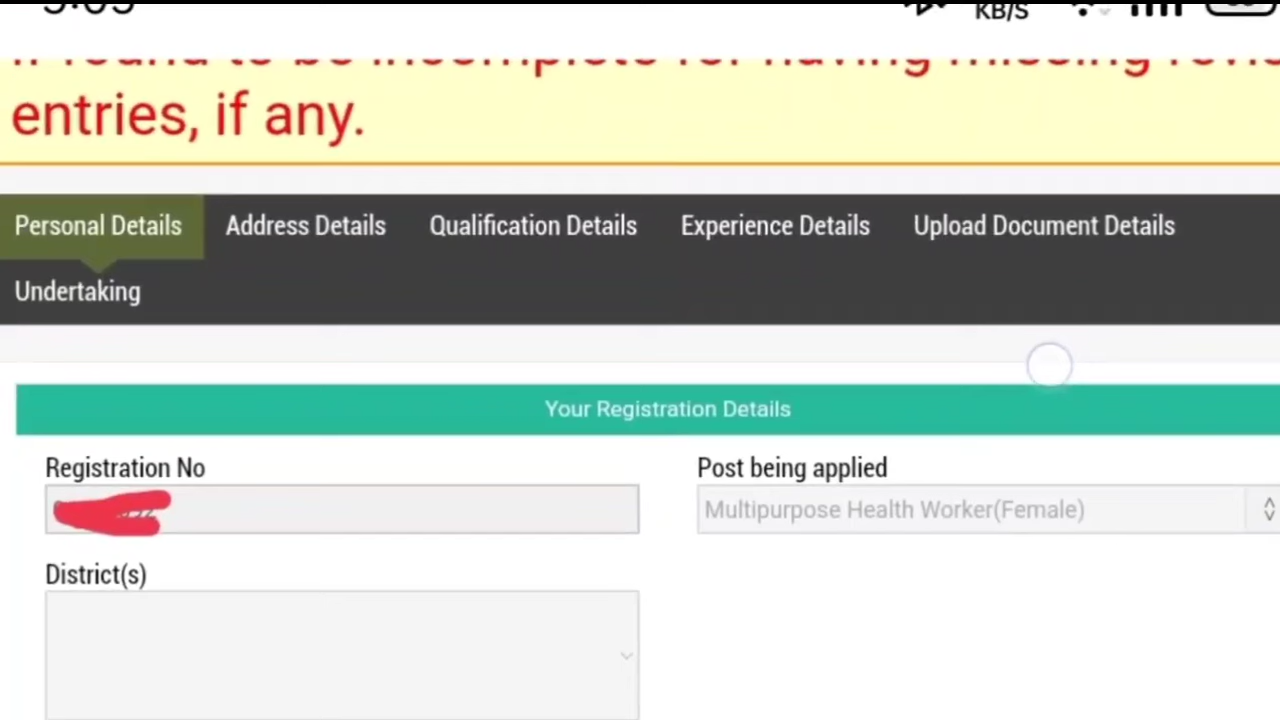 KB/S
entries, if any.
Personal Details Address Details Qualification Details Experience Details Upload Document Details
Undertaking
Your Registration Details
Registration No Post being applied
Multipurpose Health Worker(Female)
District(s)